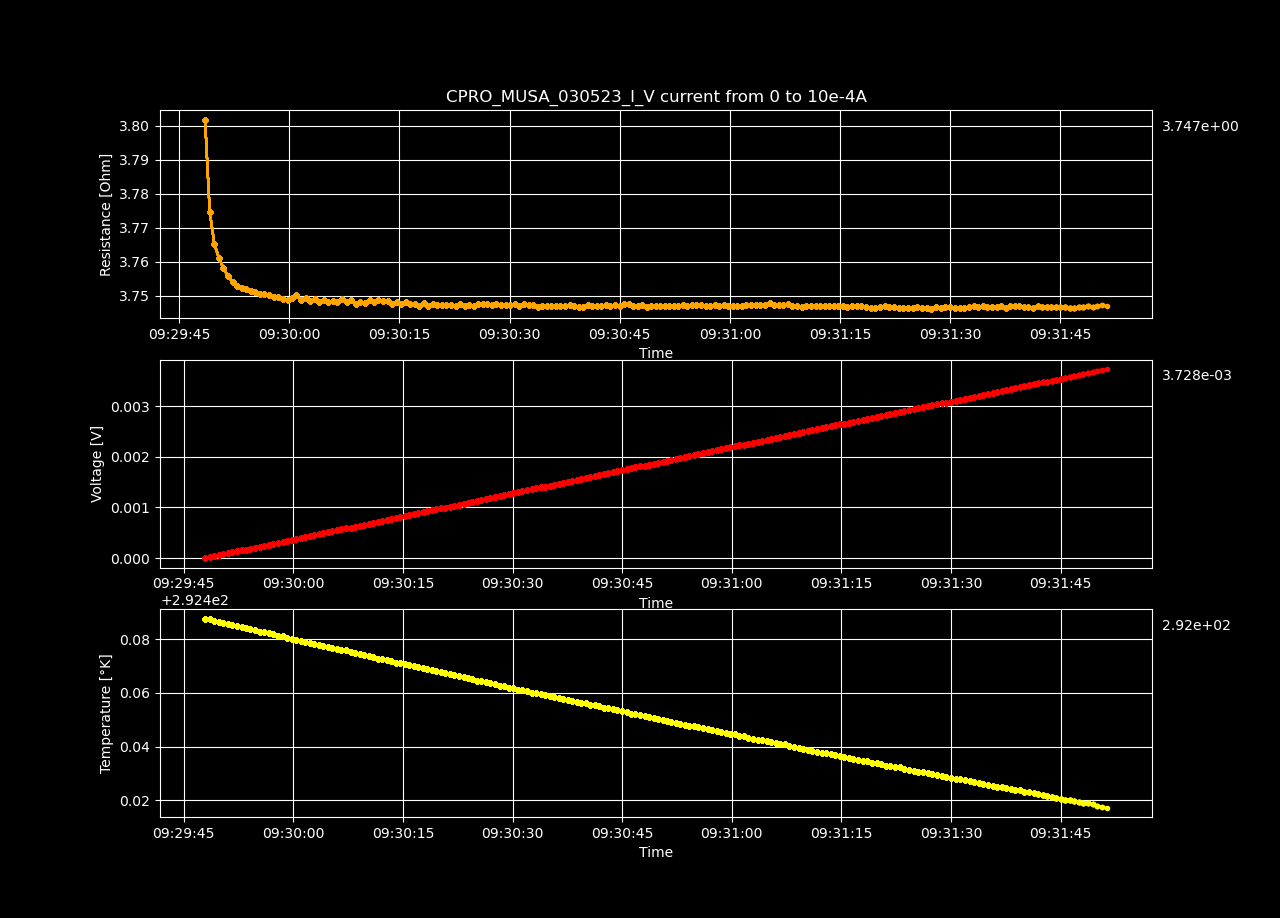 CPRO_MUSA_030523_I_V current from 0 to 10e-4A
3.80
3.79
3.78
3.77
3.76
3.75
Resistance [Ohm]
3.747e+00
09:29:45 09:30:00 09:30:15 09:30:30 09:30:45 09:31:00 09:31:15 09:31:30 09:31:45
Time
0.003
0.002
0.001
0.000
Voltage [V]
3.728e-03
09:29:45 09:30:00 09:30:15 09:30:30 09:30:45 09:31:00 09:31:15 09:31:30 09:31:45
Time
+2.924e2
0.08
0.06
0.04
0.02
Temperature [°K]
2.92e+02
09:29:45 09:30:00 09:30:15 09:30:30 09:30:45 09:31:00 09:31:15 09:31:30 09:31:45
Time